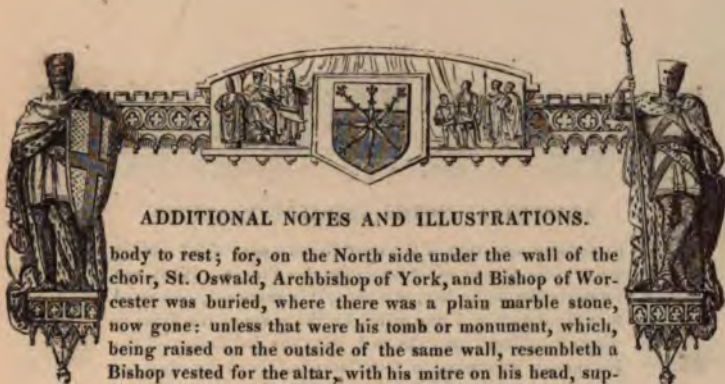 ADDITIONAL NOTES AND ILLUSTRATIONS.
body to rest; for, on the North side under the wall of the
choir, St. Oswald, Archbishop of York, and Bishop of Wor-
cester was buried, where there was a plain marble stone,
now gone: unless that were his tomb or monument, which,
being raised on the outside of the same wall, resembleth a
Bishop vested for the altar, with his mitre on his head, sup-